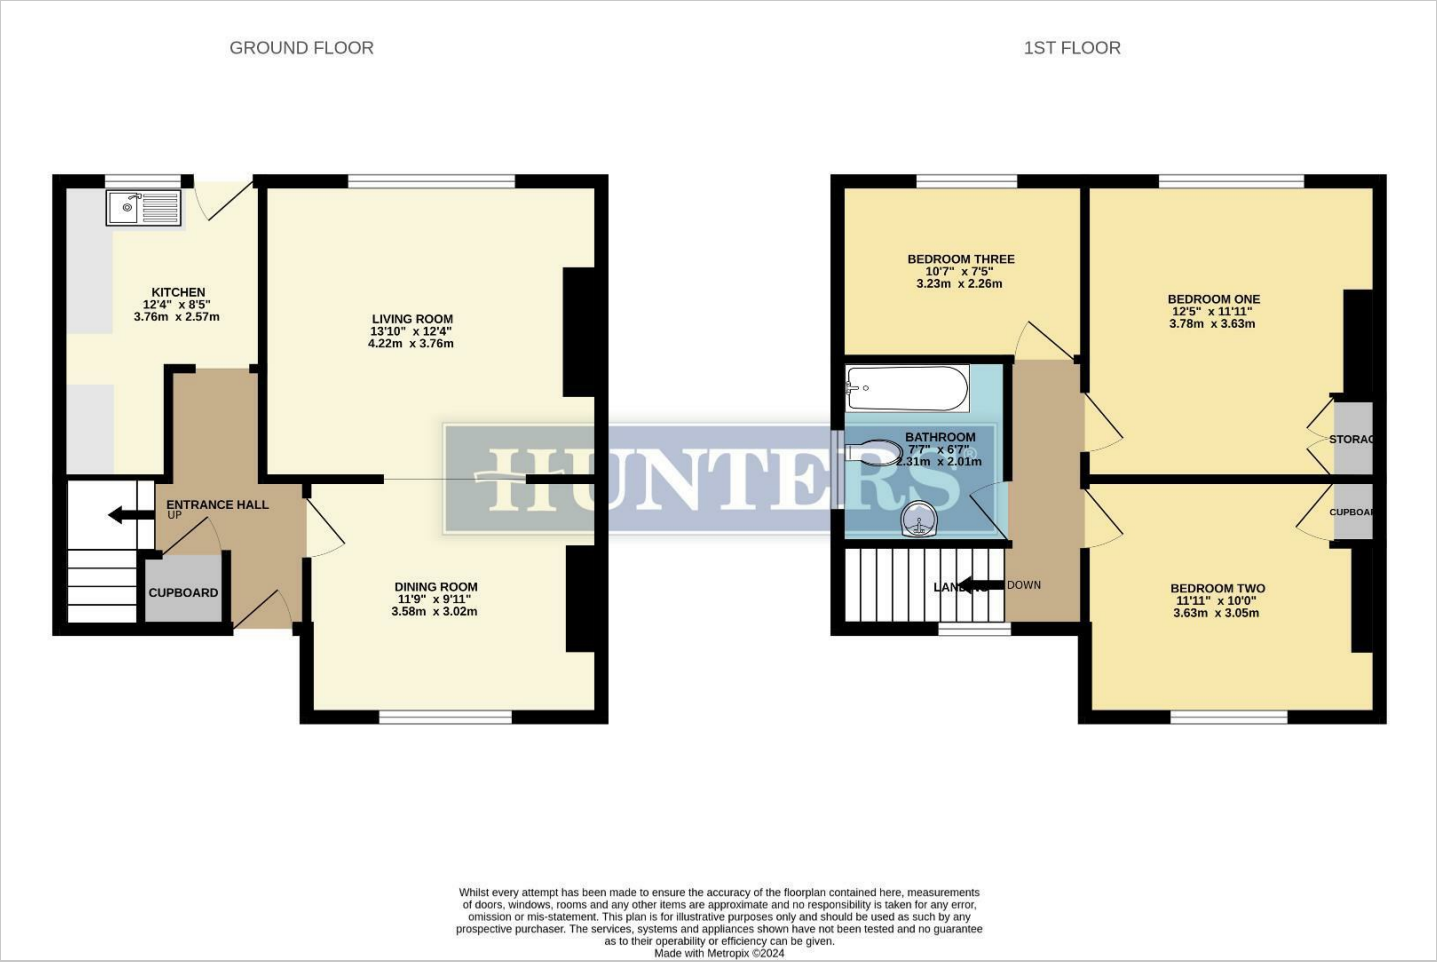 GROUND FLOOR
1ST FLOOR
KITCHEN
12'4" x 8'5"
3.76m x 2.57m
LIVING ROOM
13'10" x 12'4"
4.22m x 3.76m
ENTRANCE HALL
UP
CUPBOARD
DINING ROOM
11'9" x 9'11"
3.58m x 3.02m
HUNTERS®
BEDROOM THREE
10'7" x 7'5"
3.23m x 2.26m
BEDROOM ONE
12'5" x 11'11"
3.78m x 3.63m
BATHROOM
7'7" x 6'7"
2.31m x 2.01m
STORAG
CUPBOAR
DOWN
BEDROOM TWO
11'11" x 10'0"
3.63m x 3.05m
Whilst every attempt has been made to ensure the accuracy of the floorplan contained here, measurements
of doors, windows, rooms and any other items are approximate and no responsibility is taken for any error,
omission or mis-statement. This plan is for illustrative purposes only and should be used as such by any
prospective purchaser. The services, systems and appliances shown have not been tested and no guarantee
as to their operability or efficiency can be given.
Made with Metropix ©2024